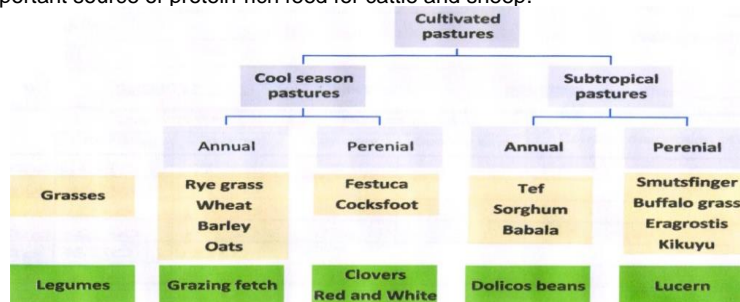 portant source of protein-rich food for cattle and sheep.
Cultivated
pastures
Cool season
pastures
Subtropical
pastures
Annual
Perenial
Annual
Perenial
Grasses
Rye grass
Wheat
Barley
Oats
Festuca
Cocksfoot
Tef
Sorghum
Babala
Smutsfinger
Buffalo grass
Eragrostis
Kikuyu
Legumes
Grazing fetch
Clovers
Red and White
Dolicos beans
Lucern